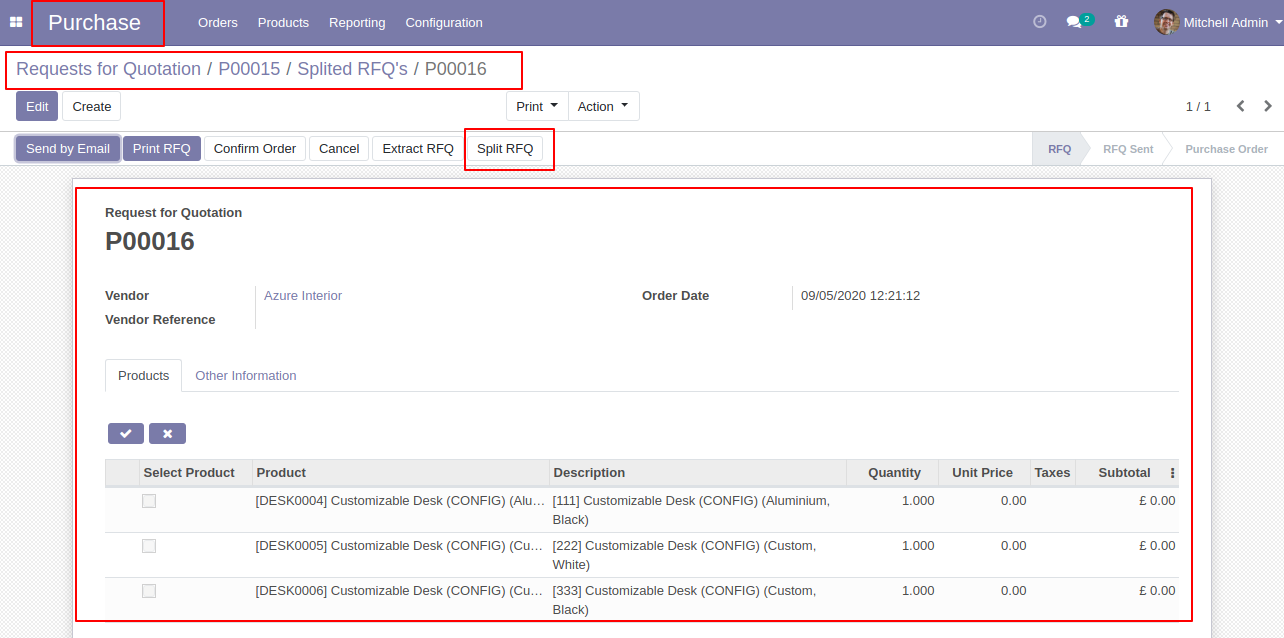 Purchase Orders Products Reporting Configuration 2 Mitchell Admin
Requests for Quotation / P00015 / Splited RFQ's / P00016
Edit Create Print Action 1 / 1
Send by Email Print RFQ Confirm Order Cancel Extract RFQ Split RFQ RFQ RFQ Sent Purchase Order
Request for Quotation
P00016
Vendor Azure Interior Order Date 09/05/2020 12:21:12
Vendor Reference
Products Other Information
Select Product Product Description Quantity Unit Price Taxes Subtotal
[DESK0004] Customizable Desk (CONFIG) (Alu… [111] Customizable Desk (CONFIG) (Aluminium, 1.000 0.00 £ 0.00
Black)
[DESK0005] Customizable Desk (CONFIG) (Cu… [222] Customizable Desk (CONFIG) (Custom, 1.000 0.00 £ 0.00
White)
[DESK0006] Customizable Desk (CONFIG) (Cu… [333] Customizable Desk (CONFIG) (Custom, 1.000 0.00 £ 0.00
Black)